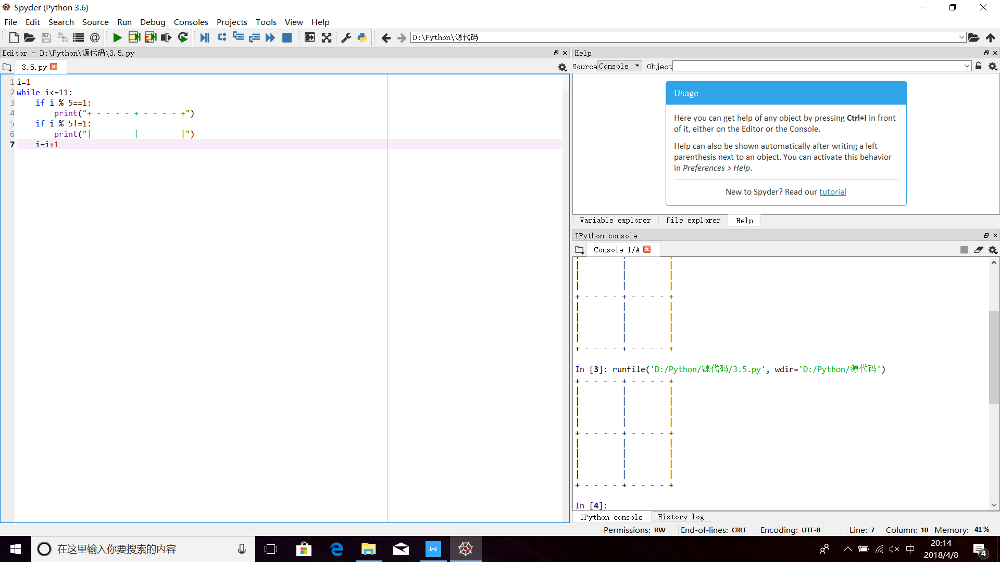 Spyder (Python 3.6)
File Edit Search Source Run Debug Consoles Projects Tools View Help
D:\Python\源代码
Editor - D:\Python\源代码\3.5.py
3.5.py
1 i=1
2 while i<=11:
3     if i % 5==1:
4         print("+ - - - - + - - - - +")
5     if i % 5!=1:
6         print("|         |         |")
7     i=i+1
Help
Source Console Object
Usage
Here you can get help of any object by pressing Ctrl+I in front
of it, either on the Editor or the Console.
Help can also be shown automatically after writing a left
parenthesis next to an object. You can activate this behavior
in Preferences > Help.
New to Spyder? Read our tutorial
Variable explorer File explorer Help
IPython console
Console 1/A
|         |         |
|         |         |
|         |         |
+ - - - - + - - - - +
|         |         |
|         |         |
|         |         |
|         |         |
+ - - - - + - - - - +
In [3]: runfile('D:/Python/源代码/3.5.py', wdir='D:/Python/源代码')
+ - - - - + - - - - +
|         |         |
|         |         |
|         |         |
|         |         |
+ - - - - + - - - - +
|         |         |
|         |         |
|         |         |
|         |         |
+ - - - - + - - - - +
In [4]:
IPython console History log
Permissions: RW End-of-lines: CRLF Encoding: UTF-8 Line: 7 Column: 10 Memory: 41 %
在这里输入你要搜索的内容
中
20:14
2018/4/8
4